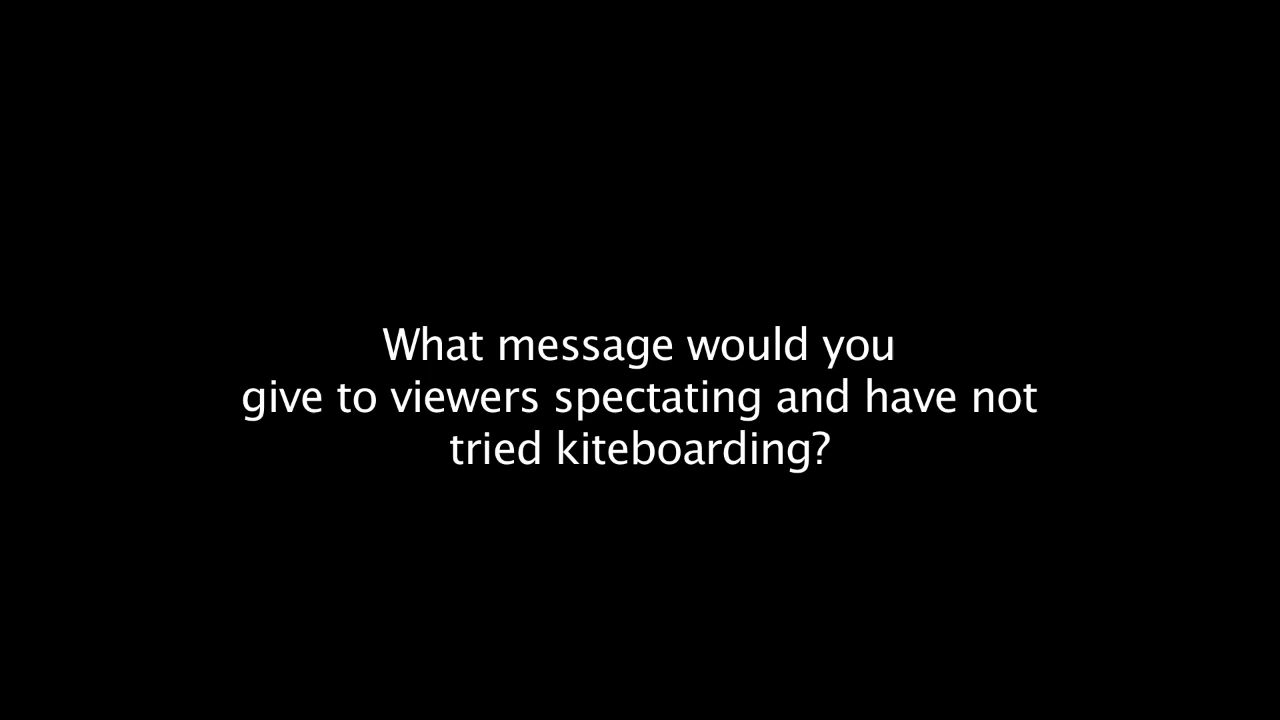 What message would you
give to viewers spectating and have not
tried kiteboarding?